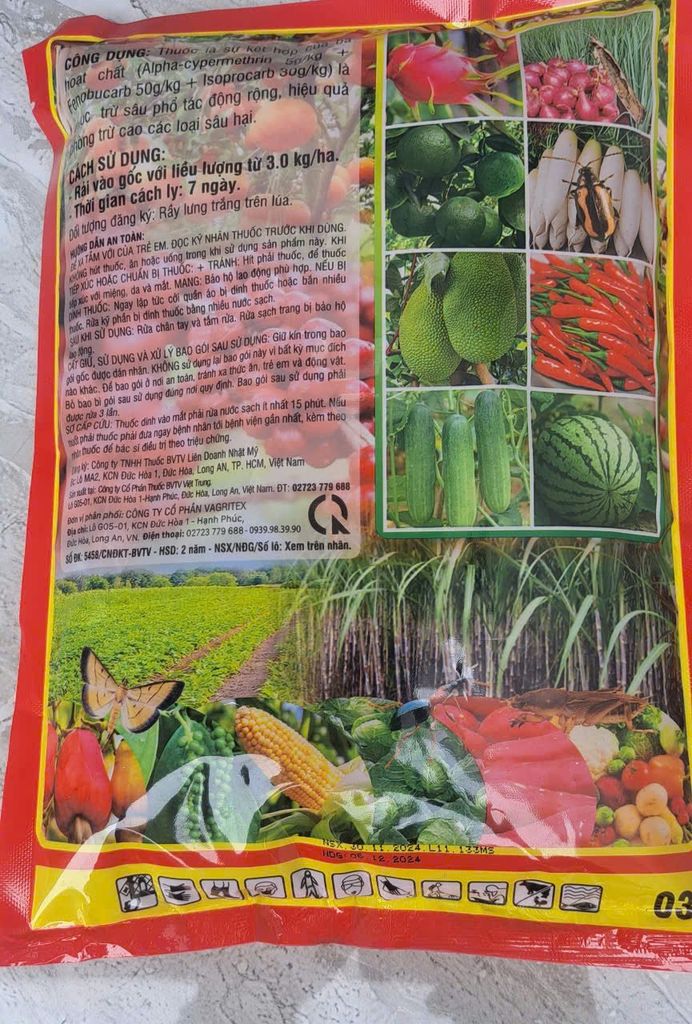 CÔNG DỤNG: Thuốc là sự kết hợp của ba
hoạt chất (Alpha-cypermethrin 5g/kg +
Fenobucarb 50g/kg + Isoprocarb 30g/kg) là
trừ sâu phổ tác động rộng, hiệu quả
phòng trừ cao các loại sâu hại.
CÁCH SỬ DỤNG:
- Rải vào gốc với liều lượng từ 3.0 kg/ha.
- Thời gian cách ly: 7 ngày.
Đối tượng đăng ký: Rầy lưng trắng trên lúa.
HƯỚNG DẪN AN TOÀN:
ĐỂ XA TẦM VỚI CỦA TRẺ EM. ĐỌC KỸ NHÃN THUỐC TRƯỚC KHI DÙNG.
KHÔNG hút thuốc, ăn hoặc uống trong khi sử dụng sản phẩm này. KHI
TIẾP XÚC HOẶC CHUẨN BỊ THUỐC: + TRÁNH: Hít phải thuốc, để thuốc
tiếp xúc với miệng, da và mắt. MANG: Bảo hộ lao động phù hợp. NẾU BỊ
DÍNH THUỐC: Ngay lập tức cởi quần áo bị dính thuốc hoặc bắn nhiều
thuốc. Rửa kỹ phần bị dính thuốc bằng nhiều nước sạch.
SAU KHI SỬ DỤNG: Rửa chân tay và tắm rửa. Rửa sạch trang bị bảo hộ
lao động.
CẤT GIỮ, SỬ DỤNG VÀ XỬ LÝ BAO GÓI SAU SỬ DỤNG: Giữ kín trong bao
gói gốc được dán nhãn. KHÔNG sử dụng lại bao gói này vì bất kỳ mục đích
nào khác. Để bao gói ở nơi an toàn, tránh xa thức ăn, trẻ em và động vật.
Bỏ bao bì gói sau sử dụng đúng nơi quy định. Bao gói sau sử dụng phải
được rửa 3 lần.
SƠ CẤP CỨU: Thuốc dính vào mắt phải rửa nước sạch ít nhất 15 phút. Nếu
nuốt phải thuốc phải đưa ngay bệnh nhân tới bệnh viện gần nhất, kèm theo
nhãn thuốc để bác sĩ điều trị theo triệu chứng.
Đăng ký: Công ty TNHH Thuốc BVTV Liên Doanh Nhật Mỹ
Đc: Lô MA2, KCN Đức Hòa 1, Đức Hòa, Long AN, TP. HCM, Việt Nam
Sản xuất tại: Công ty Cổ Phần Thuốc BVTV Việt Trung.
Lô G05-01, KCN Đức Hòa 1-Hạnh Phúc, Đức Hòa, Long An, Việt Nam. ĐT: 02723 779 688
Đơn vị phân phối: CÔNG TY CỔ PHẦN VAGRITEX
Địa chỉ: Lô G05-01, KCN Đức Hòa 1 - Hạnh Phúc,
Đức Hòa, Long An, VN. Điện thoại: 02723 779 688 - 0939.98.39.90
SỐ ĐK: 5458/CNĐKT-BVTV - HSD: 2 năm - NSX/NĐG/Số lô: Xem trên nhãn.
NSX. 30.11.2024 L11.133MS
NDG: 06.12.2024
03